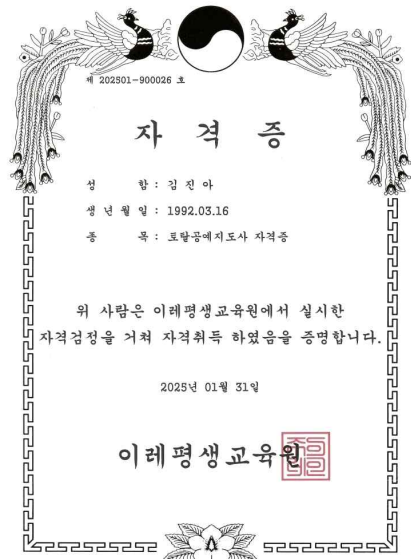 제 202501-900026 호
자 격 증
성 함 : 김 진 아
생 년 월 일 : 1992.03.16
종 목 : 토탈공예지도사 자격증
위 사람은 이레평생교육원에서 실시한
자격검정을 거쳐 자격취득 하였음을 증명합니다.
2025년 01월 31일
이레평생교육원